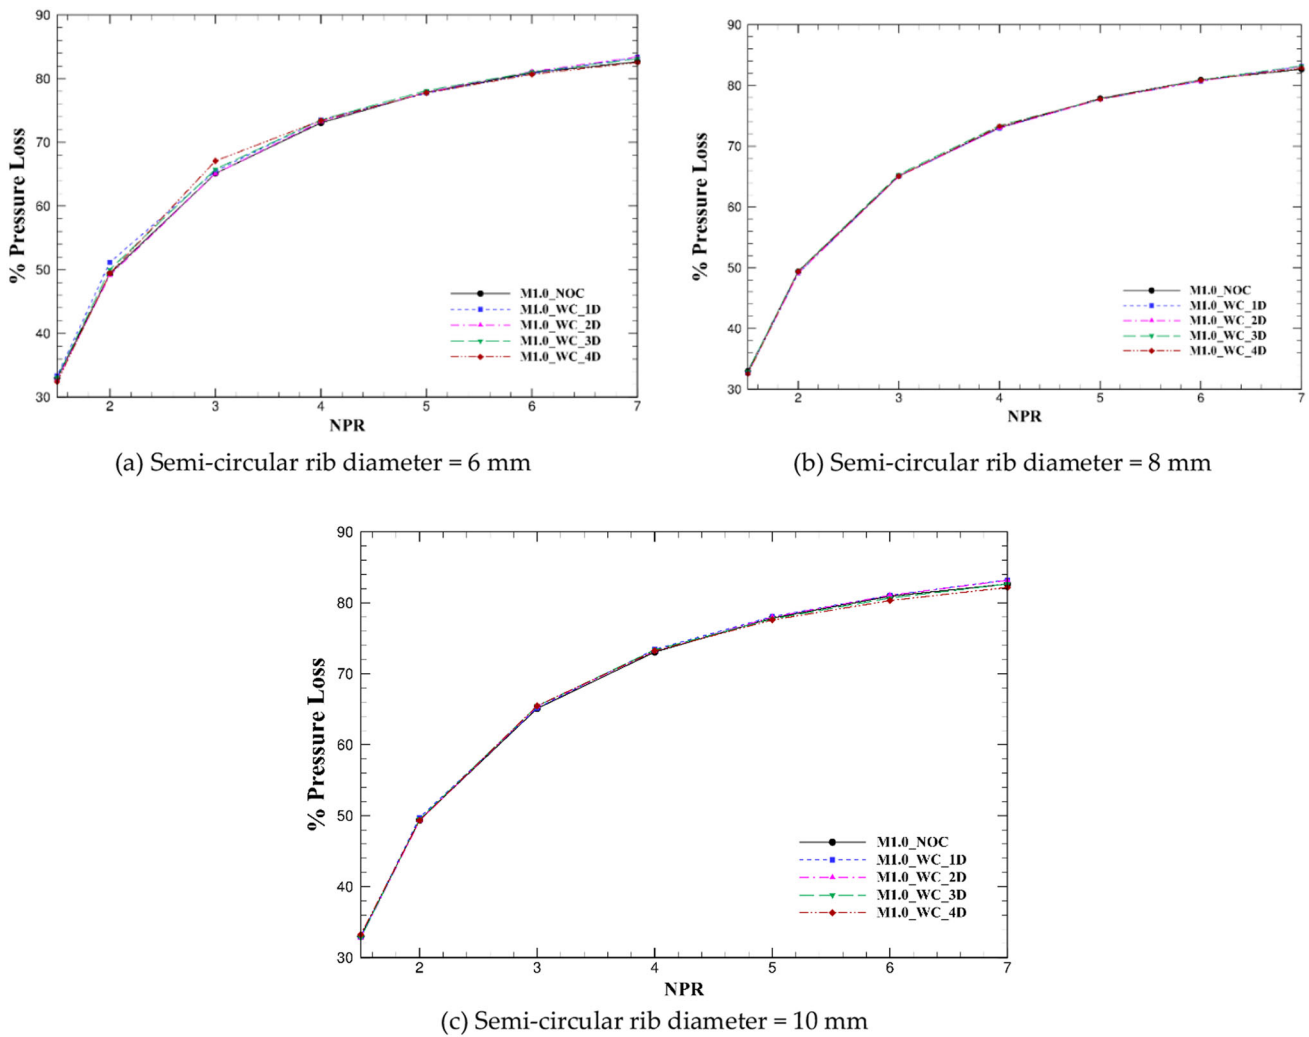 90
80
70
60
50
40
30
% Pressure Loss
2 3 4 5 6 7
NPR
M1.0_NOC
M1.0_WC_1D
M1.0_WC_2D
M1.0_WC_3D
M1.0_WC_4D
(a) Semi-circular rib diameter = 6 mm
90
80
70
60
50
40
30
% Pressure Loss
2 3 4 5 6 7
NPR
M1.0_NOC
M1.0_WC_1D
M1.0_WC_2D
M1.0_WC_3D
M1.0_WC_4D
(b) Semi-circular rib diameter = 8 mm
90
80
70
60
50
40
30
% Pressure Loss
2 3 4 5 6 7
NPR
M1.0_NOC
M1.0_WC_1D
M1.0_WC_2D
M1.0_WC_3D
M1.0_WC_4D
(c) Semi-circular rib diameter = 10 mm